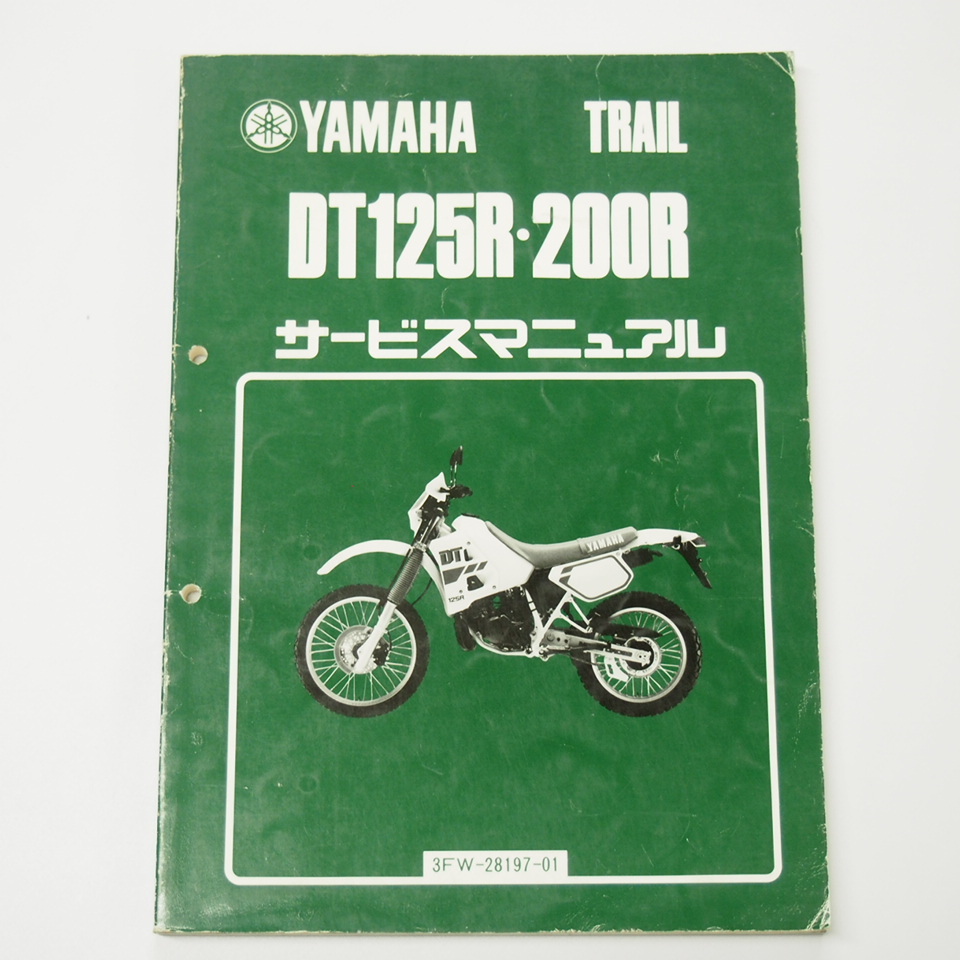 YAMAHA TRAIL
DT125R·200R
サービスマニュアル
YAMAHA
DT
125R
3FW-28197-01